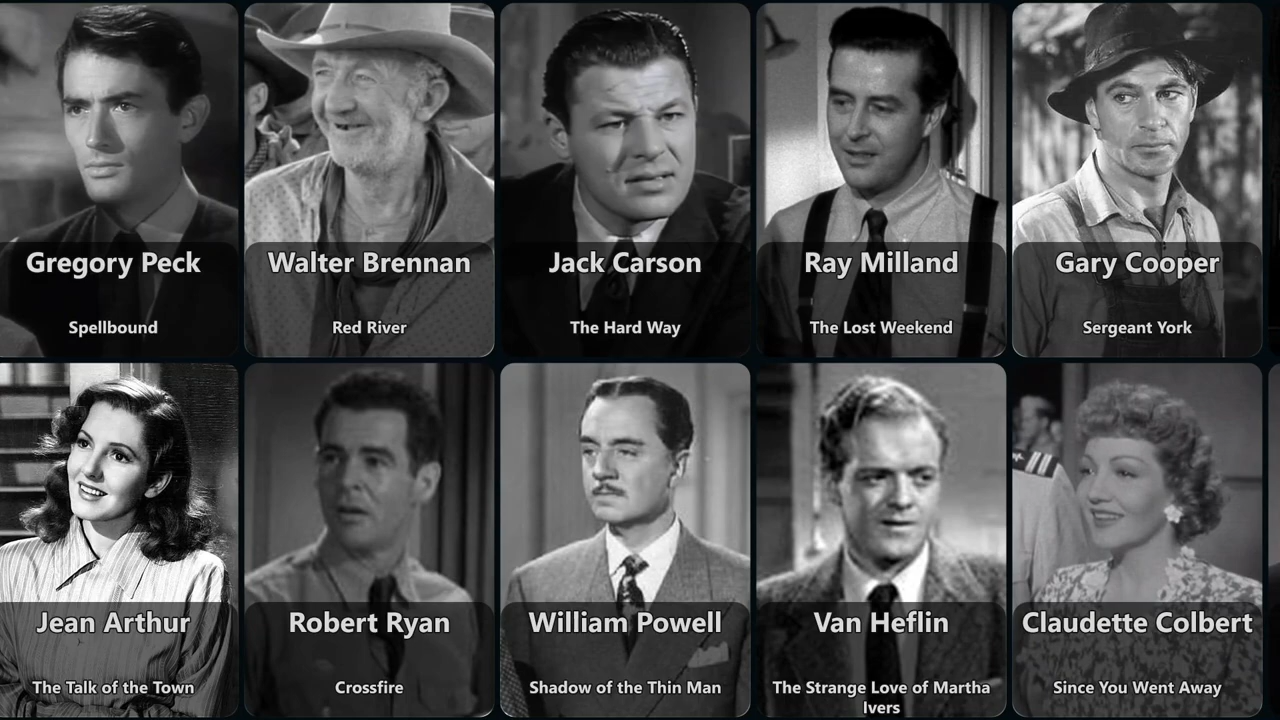 Gregory Peck
Spellbound
Walter Brennan
Red River
Jack Carson
The Hard Way
Ray Milland
The Lost Weekend
Gary Cooper
Sergeant York
Jean Arthur
The Talk of the Town
Robert Ryan
Crossfire
William Powell
Shadow of the Thin Man
Van Heflin
The Strange Love of Martha
Ivers
Claudette Colbert
Since You Went Away